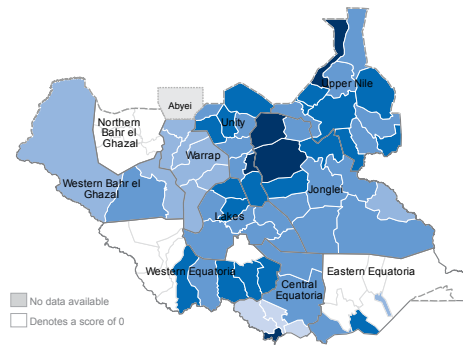 Upper Nile
Abyei
Northern
Bahr el
Ghazal
Unity
Warrap
Western Bahr el
Ghazal
Jonglei
Lakes
Western Equatoria
Eastern Equatoria
Central
Equatoria
No data available
Denotes a score of 0